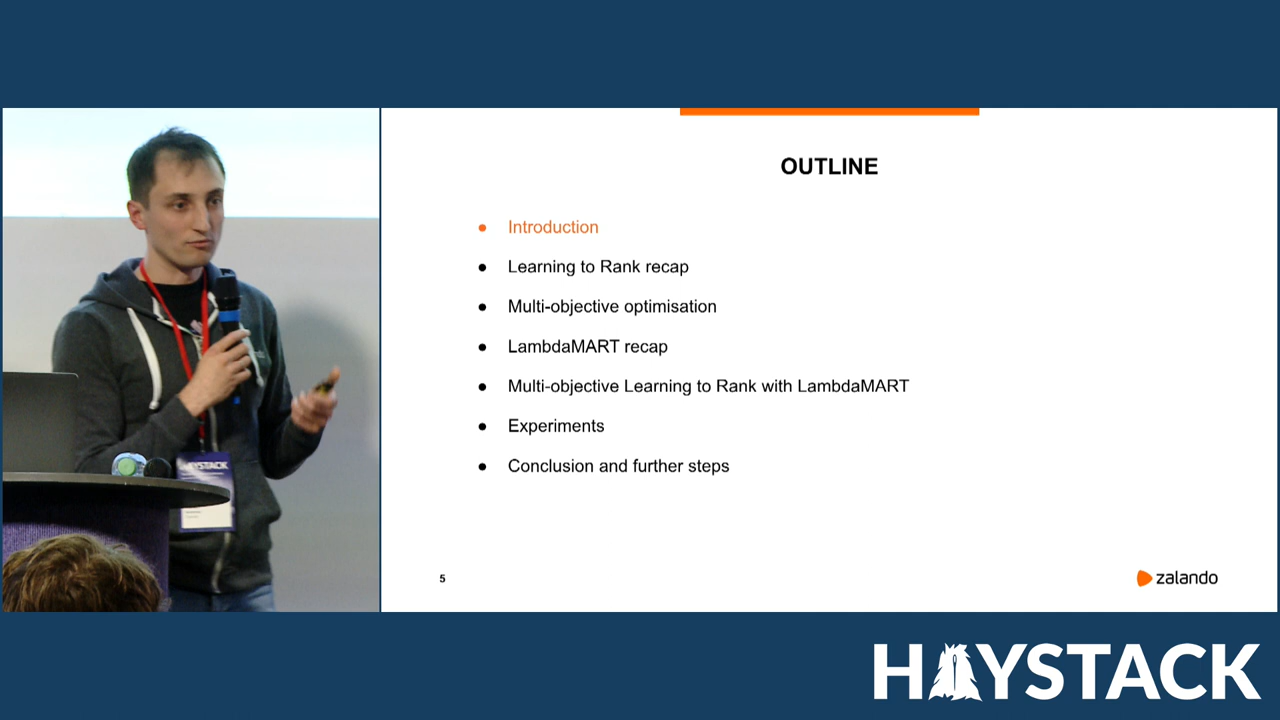 OUTLINE
● Introduction
● Learning to Rank recap
● Multi-objective optimisation
● LambdaMART recap
● Multi-objective Learning to Rank with LambdaMART
● Experiments
● Conclusion and further steps
5
zalando
HAYSTACK
HAYSTACK